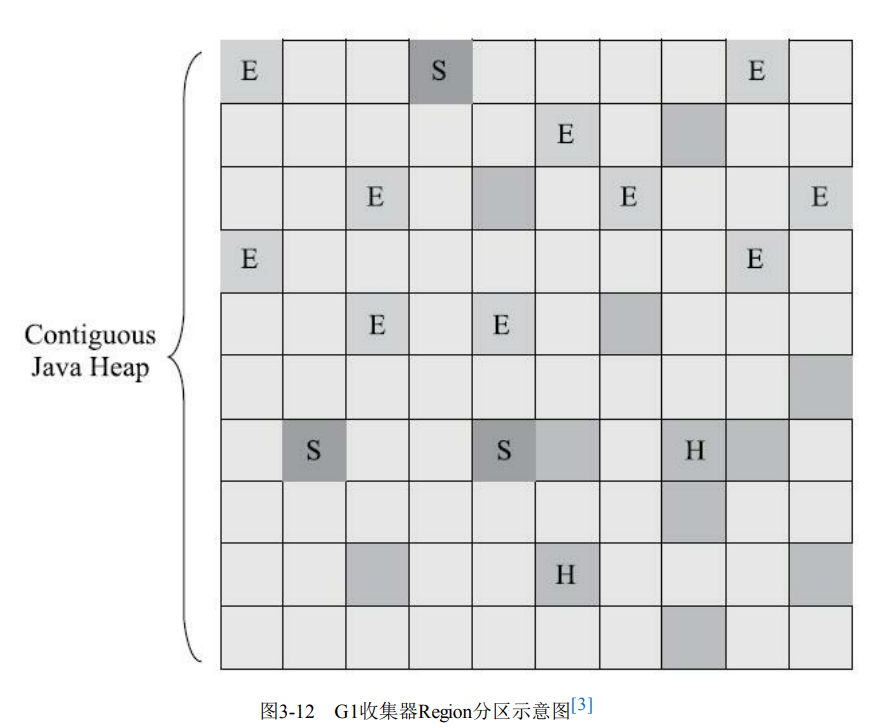 E S E
E
E E E
E E
E E
Contiguous
Java Heap
S S H
H
图3-12 G1收集器Region分区示意图[3]